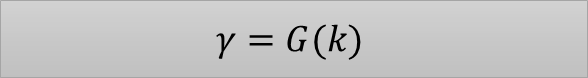 γ = G(k)